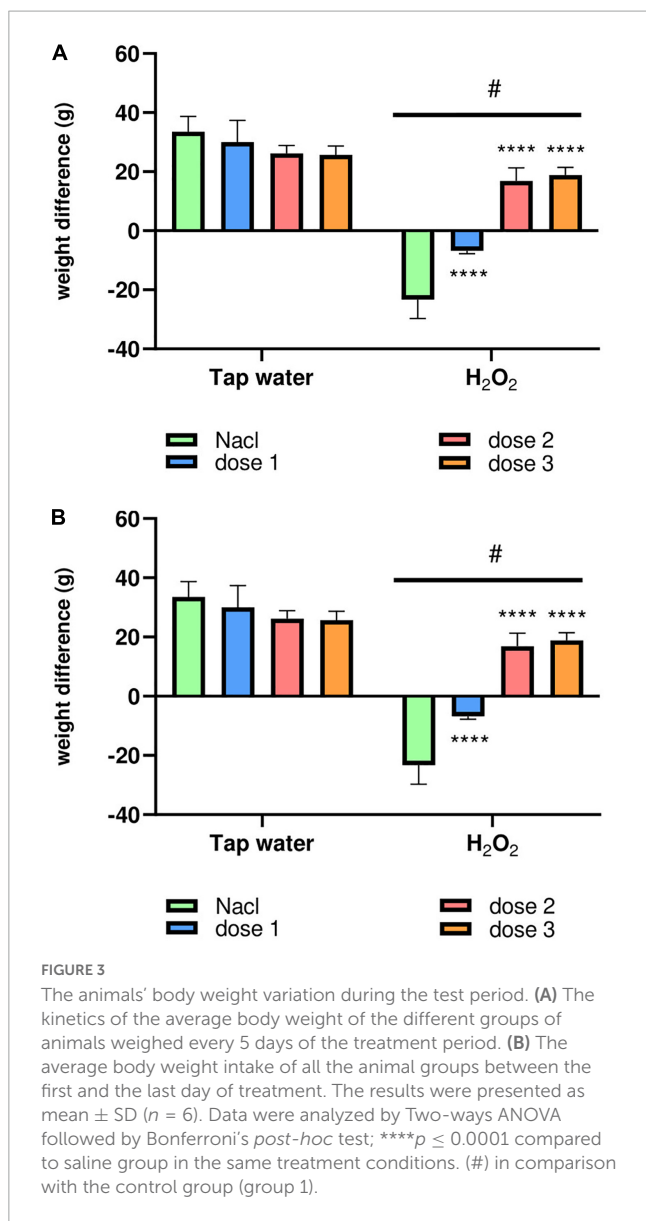 A
60
40
20
0
-20
-40
weight difference (g)
#
**** ****
****
Tap water H₂O₂
Nacl dose 2
dose 1 dose 3
B
60
40
20
0
-20
-40
weight difference (g)
#
**** ****
****
Tap water H₂O₂
Nacl dose 2
dose 1 dose 3
FIGURE 3
The animals’ body weight variation during the test period. (A) The
kinetics of the average body weight of the different groups of
animals weighed every 5 days of the treatment period. (B) The
average body weight intake of all the animal groups between the
first and the last day of treatment. The results were presented as
mean ± SD (n = 6). Data were analyzed by Two-ways ANOVA
followed by Bonferroni’s post-hoc test; ****p ≤ 0.0001 compared
to saline group in the same treatment conditions. (#) in comparison
with the control group (group 1).